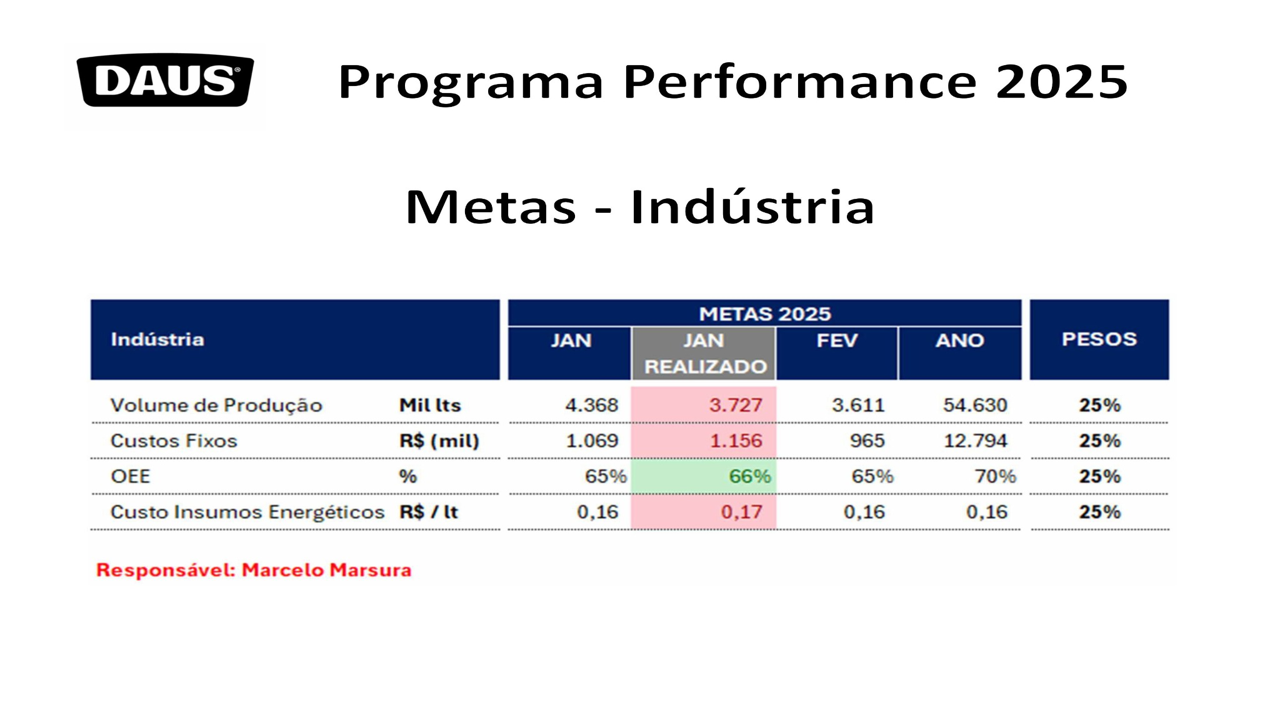 DAUS®
Programa Performance 2025
Metas - Indústria
Indústria METAS 2025 PESOS
JAN JAN REALIZADO FEV ANO
Volume de Produção Mil lts 4.368 3.727 3.611 54.630 25%
Custos Fixos R$ (mil) 1.069 1.156 965 12.794 25%
OEE % 65% 66% 65% 70% 25%
Custo Insumos Energéticos R$ / lt 0,16 0,17 0,16 0,16 25%
Responsável: Marcelo Marsura